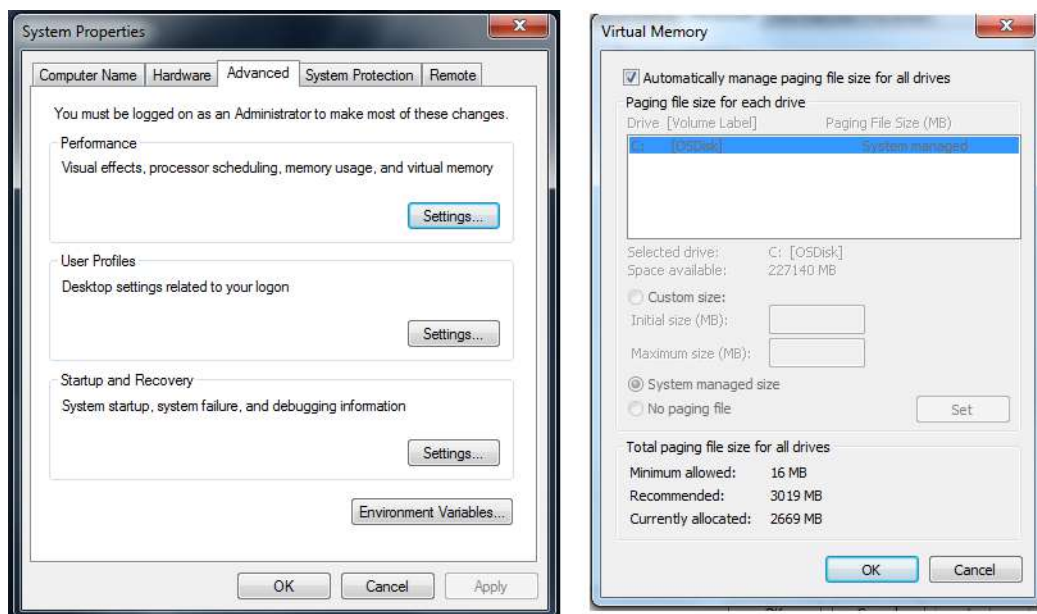 System Properties
Computer Name Hardware Advanced System Protection Remote
You must be logged on as an Administrator to make most of these changes.
Performance
Visual effects, processor scheduling, memory usage, and virtual memory
Settings...
User Profiles
Desktop settings related to your logon
Settings...
Startup and Recovery
System startup, system failure, and debugging information
Settings...
Environment Variables...
OK Cancel Apply
Virtual Memory
Automatically manage paging file size for all drives
Paging file size for each drive
Drive [Volume Label] Paging File Size (MB)
C: [OSDisk] System managed
Selected drive: C: [OSDisk]
Space available: 227140 MB
Custom size:
Initial size (MB):
Maximum size (MB):
System managed size
No paging file Set
Total paging file size for all drives
Minimum allowed: 16 MB
Recommended: 3019 MB
Currently allocated: 2669 MB
OK Cancel